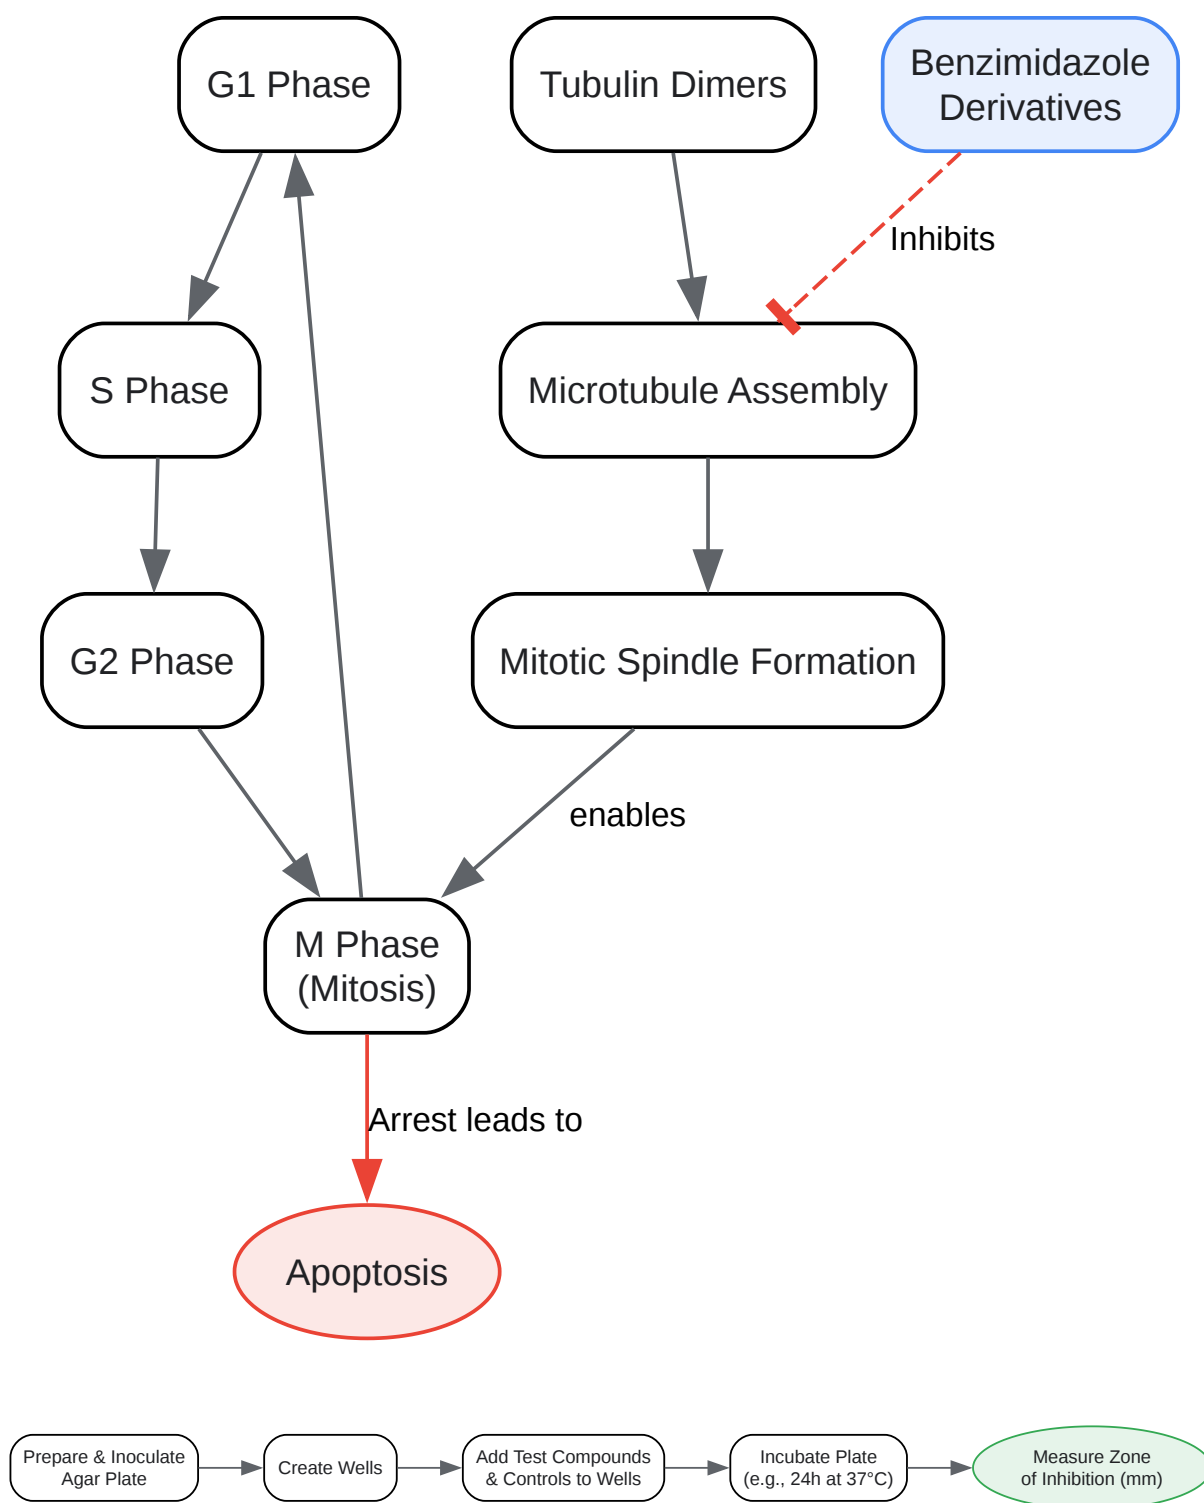 G1 Phase
Tubulin Dimers
Benzimidazole
Derivatives
Inhibits
S Phase
Microtubule Assembly
G2 Phase
Mitotic Spindle Formation
enables
M Phase
(Mitosis)
Arrest leads to
Apoptosis
Prepare & Inoculate
Agar Plate
Create Wells
Add Test Compounds
& Controls to Wells
Incubate Plate
(e.g., 24h at 37°C)
Measure Zone
of Inhibition (mm)